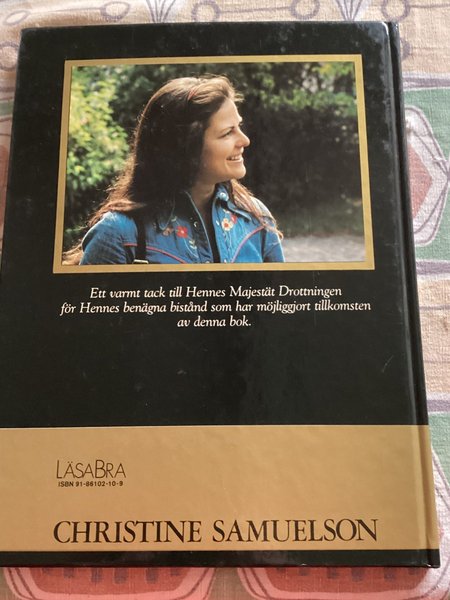 Ett varmt tack till Hennes Majestät Drottningen
för Hennes benägna bistånd som har möjliggjort tillkomsten
av denna bok.
LÄSABRA
ISBN 91-86102-10-9
CHRISTINE SAMUELSON